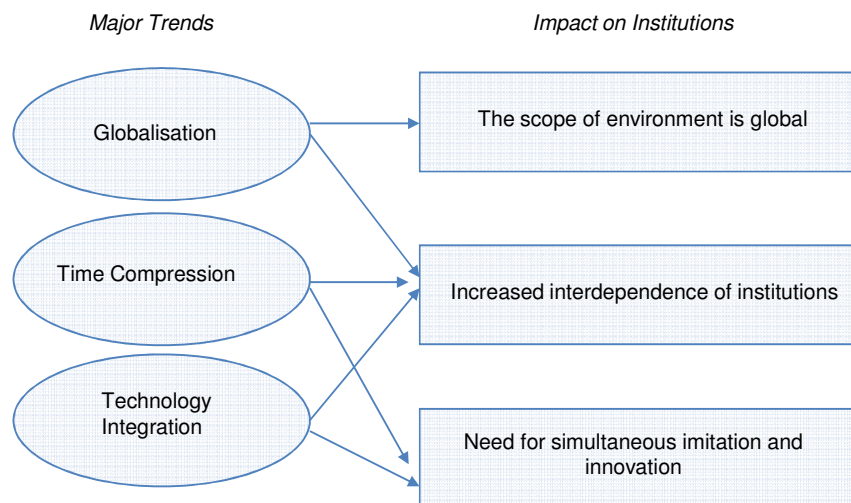 Major Trends
Impact on Institutions
Globalisation
The scope of environment is global
Time Compression
Increased interdependence of institutions
Technology
Integration
Need for simultaneous imitation and
innovation